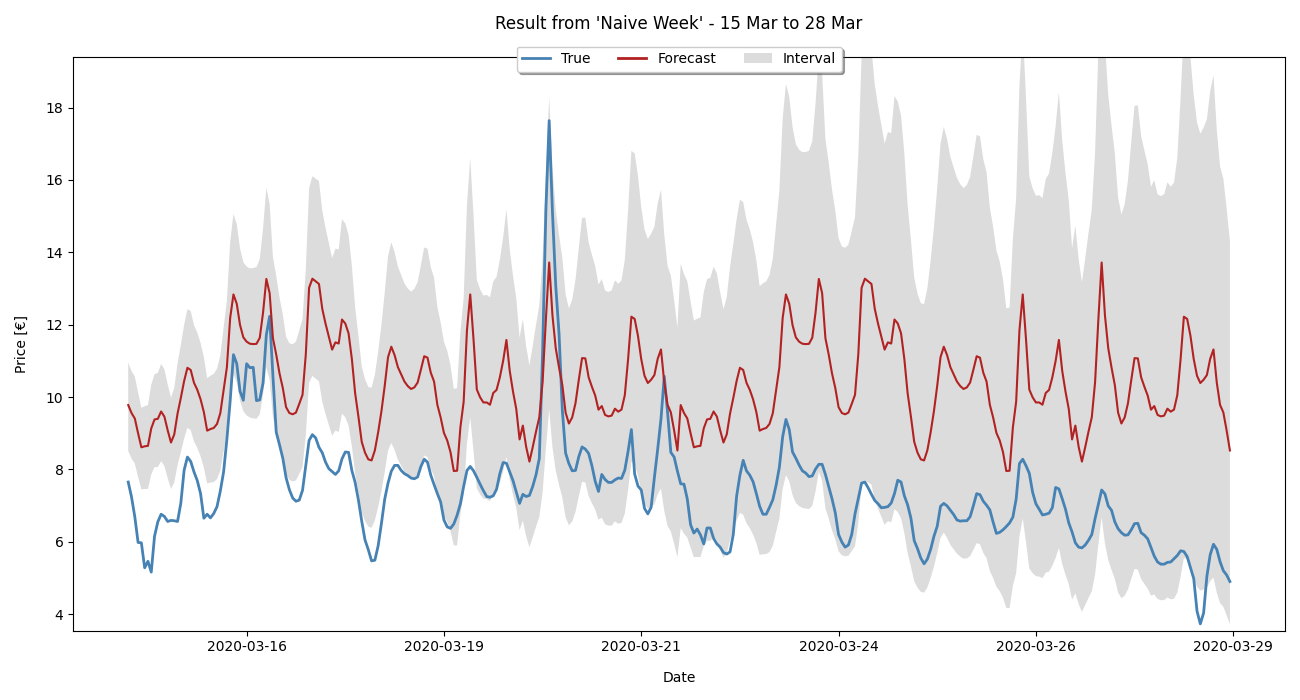 Result from 'Naive Week' - 15 Mar to 28 Mar
True Forecast Interval
Price [€]
18
16
14
12
10
8
6
4
2020-03-16 2020-03-19 2020-03-21 2020-03-24 2020-03-26 2020-03-29
Date